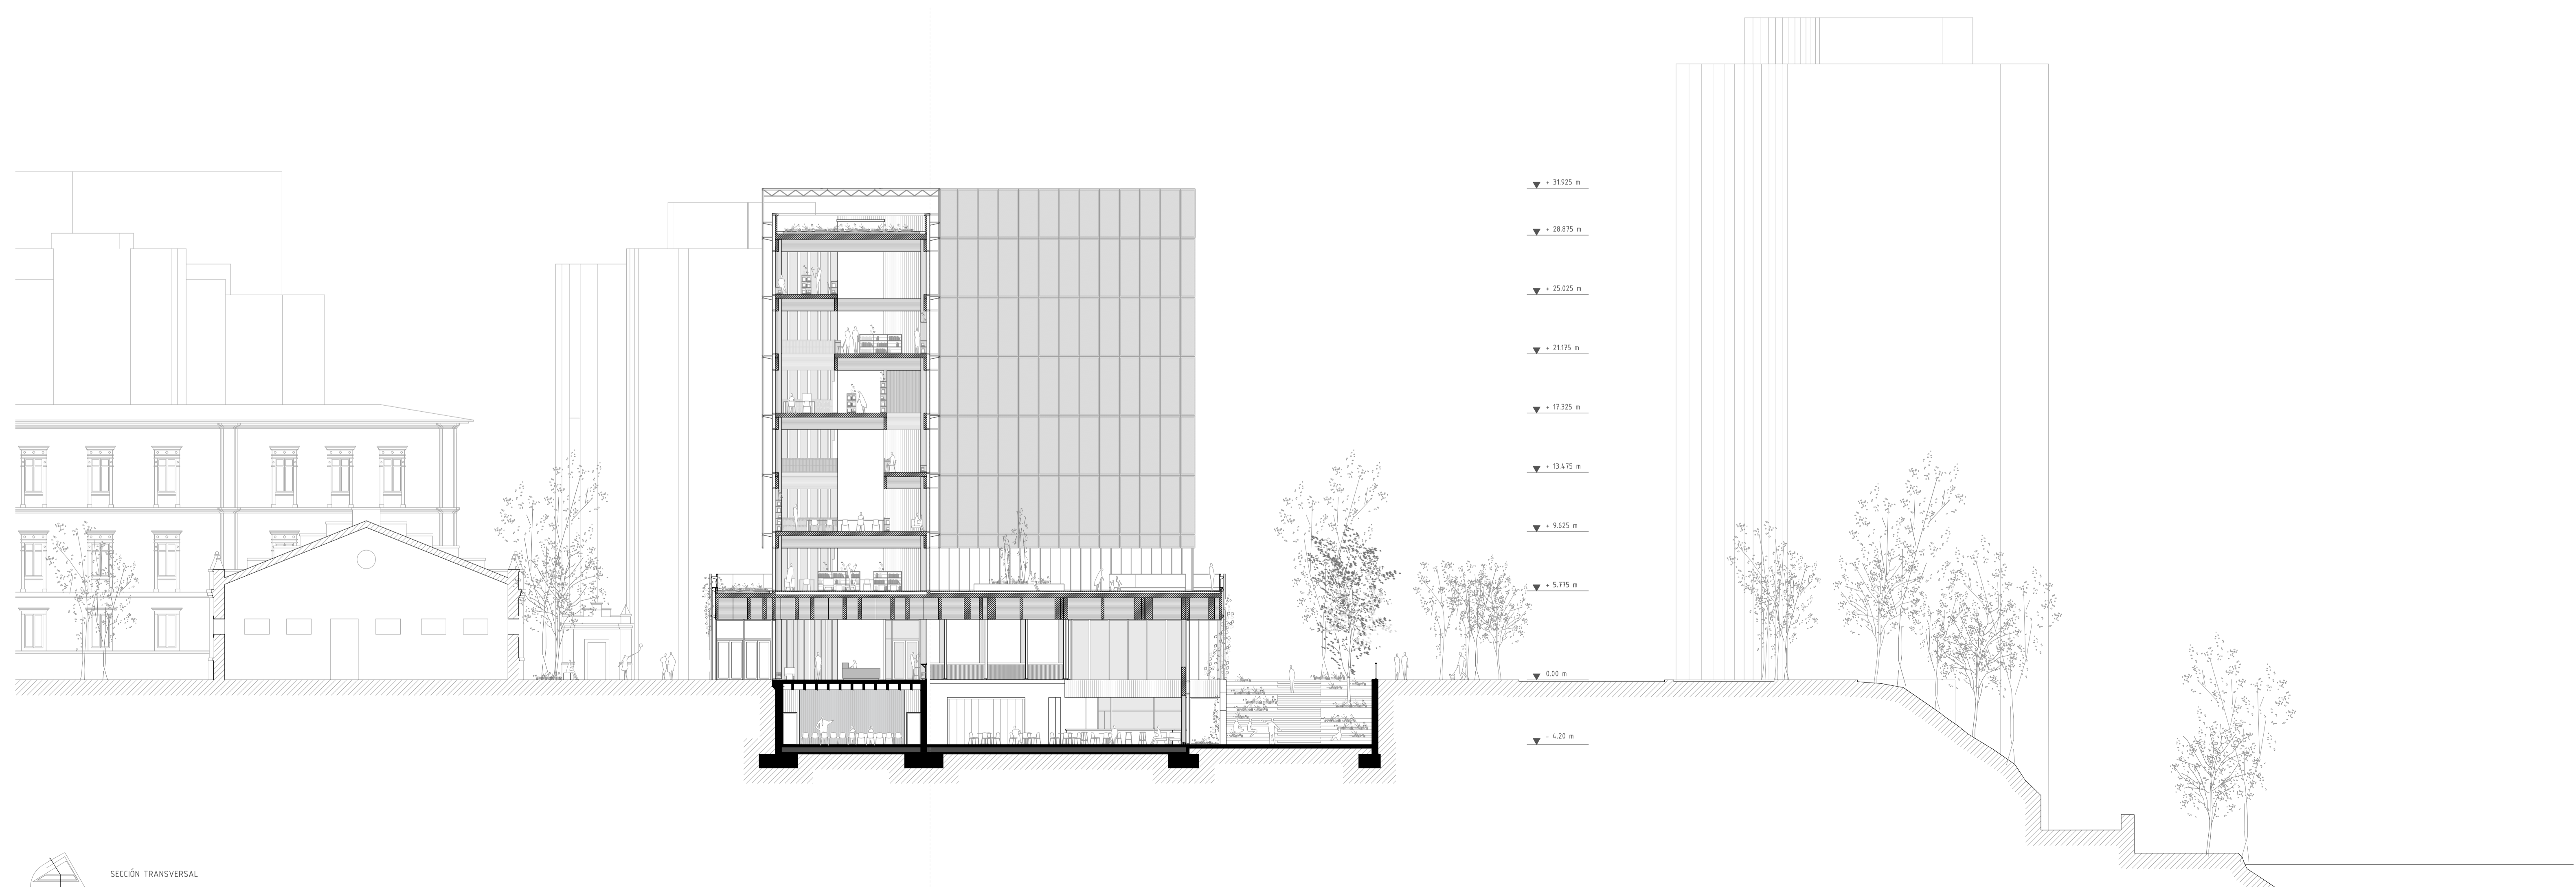 + 31.925 m
+ 28.875 m
+ 25.025 m
+ 21.175 m
+ 17.325 m
+ 13.475 m
+ 9.625 m
+ 5.775 m
0.00 m
– 4.20 m
SECCIÓN TRANSVERSAL